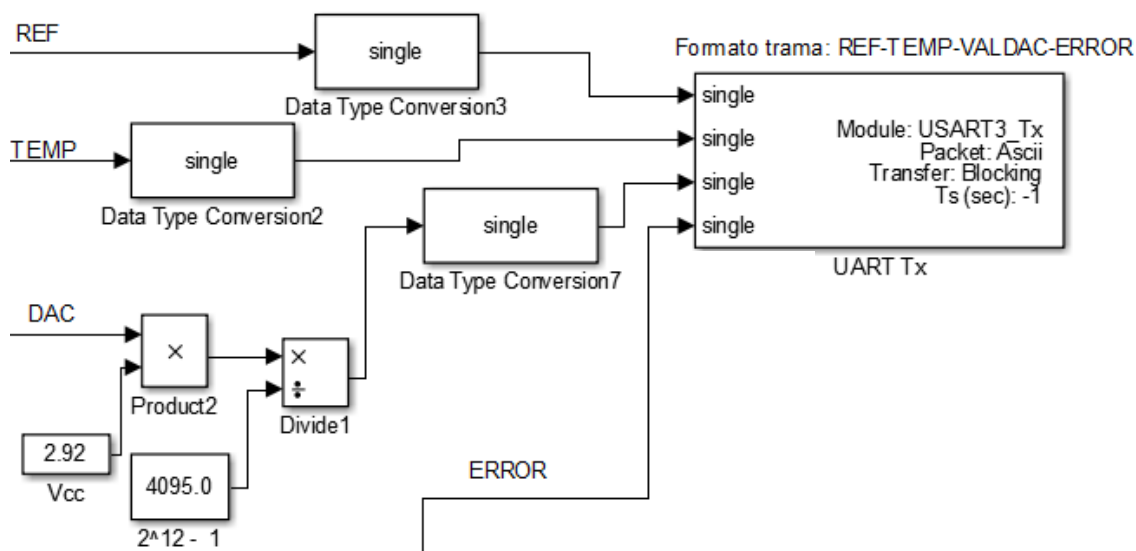 REF
single
Data Type Conversion3
Formato trama: REF-TEMP-VALDAC-ERROR
single
single
single
single
Module: USART3_Tx
Packet: Ascii
Transfer: Blocking
Ts (sec): -1
UART Tx
TEMP
single
Data Type Conversion2
single
Data Type Conversion7
DAC
×
Product2
×
÷
Divide1
2.92
Vcc
4095.0
2^12 - 1
ERROR